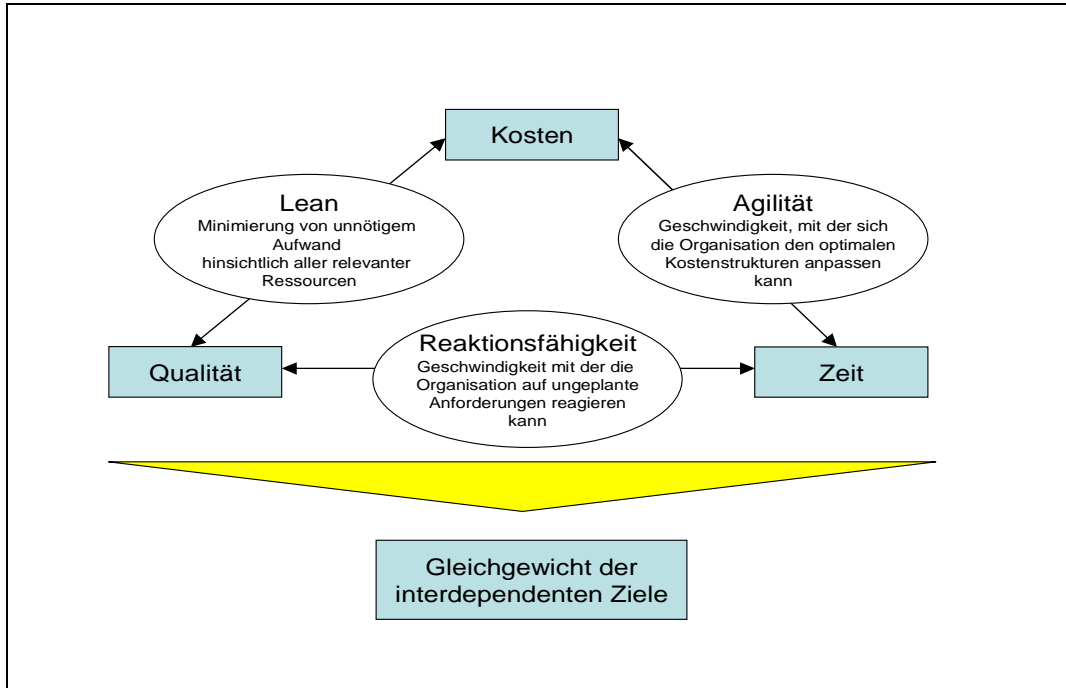 Kosten
Lean
Minimierung von unnötigem
Aufwand
hinsichtlich aller relevanter
Ressourcen
Agilität
Geschwindigkeit, mit der sich
die Organisation den optimalen
Kostenstrukturen anpassen
kann
Qualität
Reaktionsfähigkeit
Geschwindigkeit mit der die
Organisation auf ungeplante
Anforderungen reagieren
kann
Zeit
Gleichgewicht der
interdependenten Ziele